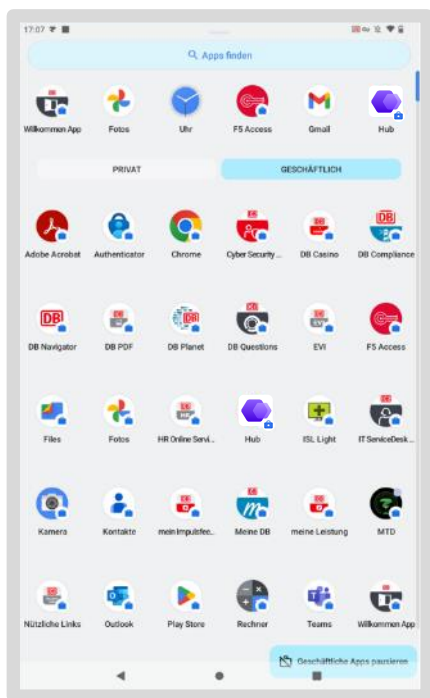 17:07
Apps finden
Willkommen App Fotos Uhr F5 Access Gmail Hub
PRIVAT GESCHÄFTLICH
Adobe Acrobat Authenticator Chrome Cyber Security ... DB Casino DB Compliance
DB Navigator DB PDF DB Planet DB Questions EVI F5 Access
Files Fotos HR Online Servi... Hub ISL Light IT ServiceDesk...
Kamera Kontakte mein Impulsfee... Meine DB meine Leistung MTD
Nützliche Links Outlook Play Store Rechner Teams Willkommen App
Geschäftliche Apps pausieren